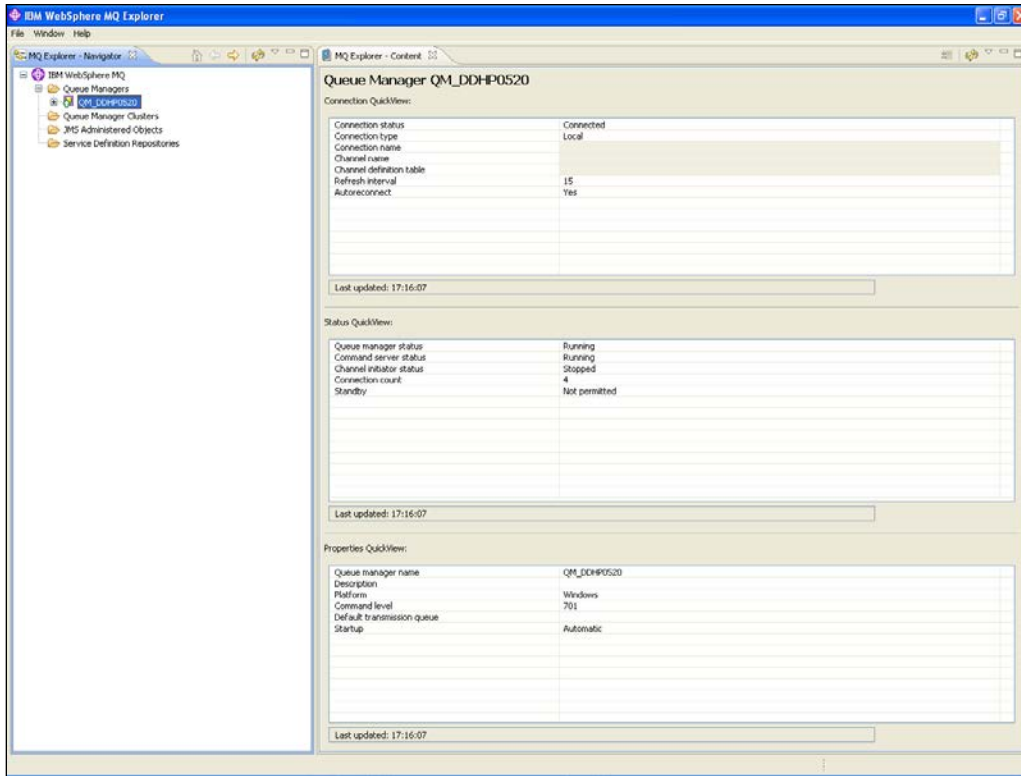 IBM WebSphere MQ Explorer
File Window Help
MQ Explorer - Navigator
IBM WebSphere MQ
Queue Managers
QM_DDHP0520
Queue Manager Clusters
JMS Administered Objects
Service Definition Repositories
MQ Explorer - Content
Queue Manager QM_DDHP0520
Connection QuickView:
Connection status Connected
Connection type Local
Connection name
Channel name
Channel definition table
Refresh interval 15
Autoreconnect Yes
Last updated: 17:16:07
Status QuickView:
Queue manager status Running
Command server status Running
Channel initiator status Stopped
Connection count 4
Standby Not permitted
Last updated: 17:16:07
Properties QuickView:
Queue manager name QM_DDHP0520
Description
Platform Windows
Command level 701
Default transmission queue
Startup Automatic
Last updated: 17:16:07